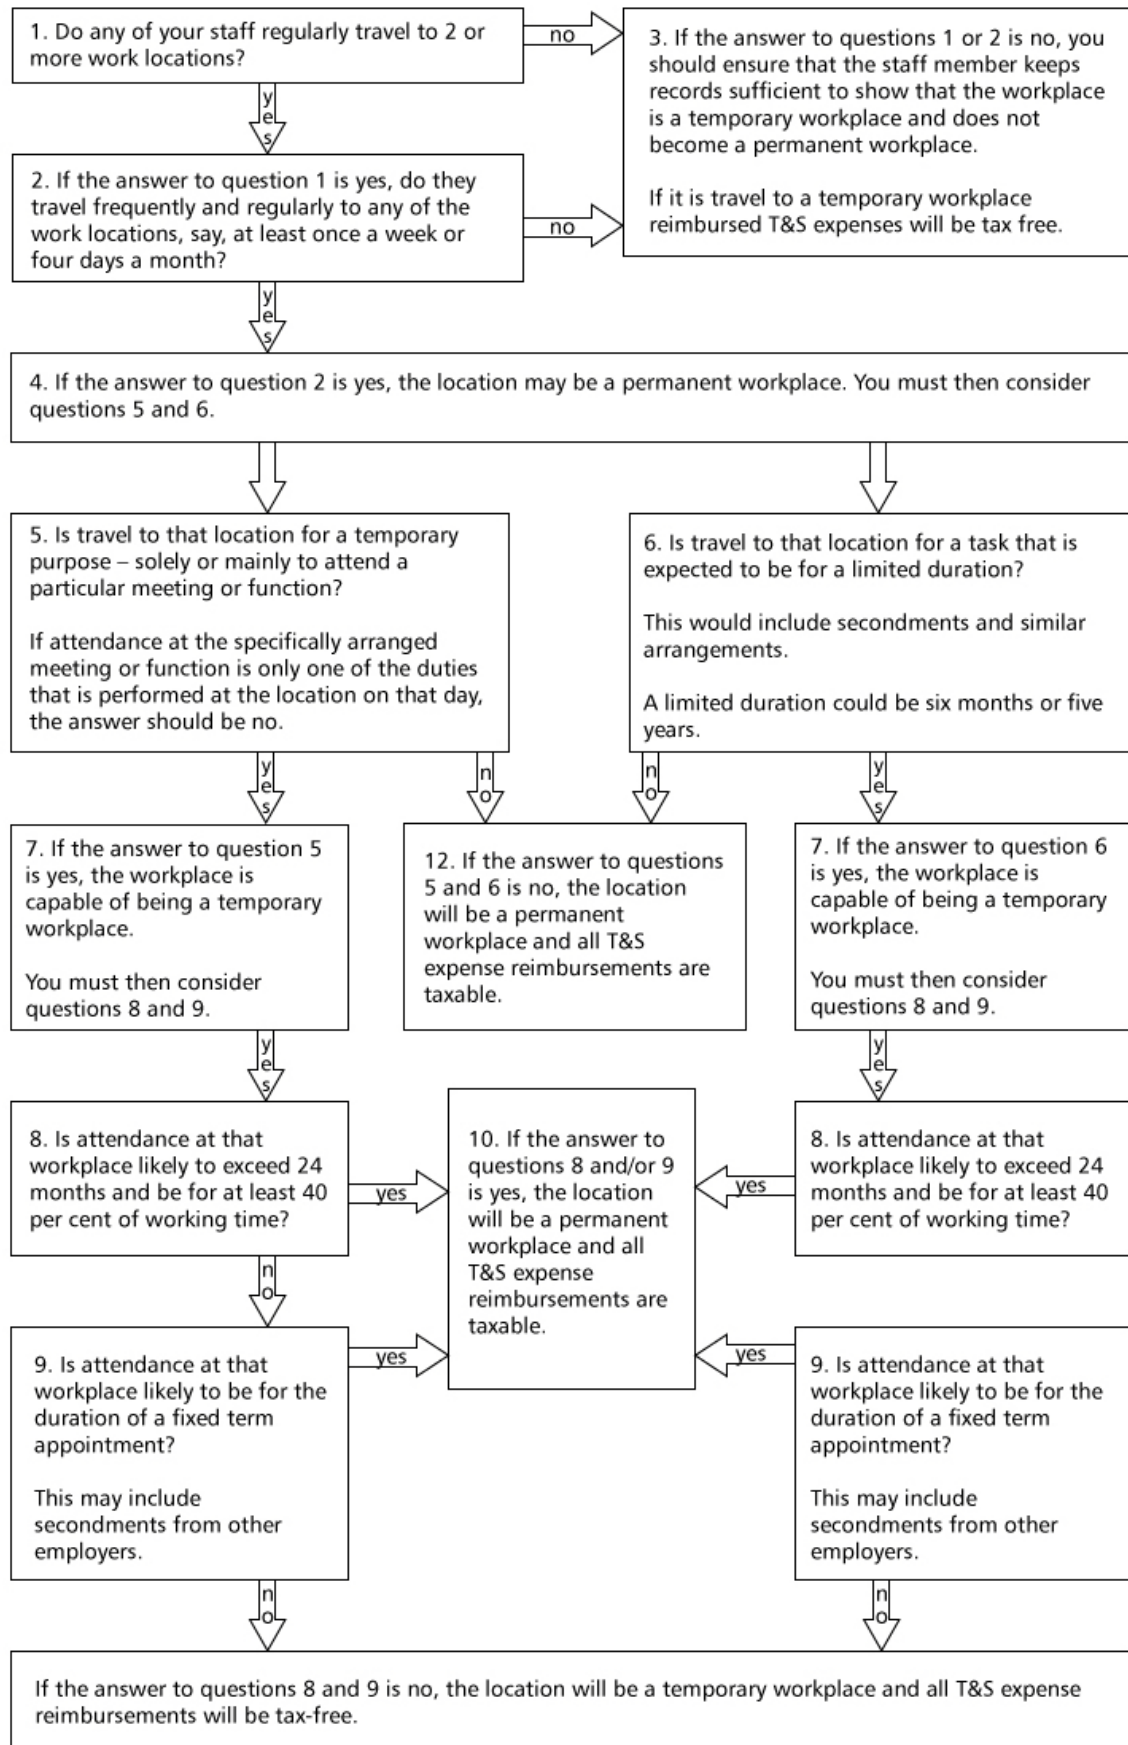 1. Do any of your staff regularly travel to 2 or
more work locations?
no
3. If the answer to questions 1 or 2 is no, you
should ensure that the staff member keeps
records sufficient to show that the workplace
is a temporary workplace and does not
become a permanent workplace.
If it is travel to a temporary workplace
reimbursed T&S expenses will be tax free.
yes
2. If the answer to question 1 is yes, do they
travel frequently and regularly to any of the
work locations, say, at least once a week or
four days a month?
no
yes
4. If the answer to question 2 is yes, the location may be a permanent workplace. You must then consider
questions 5 and 6.
5. Is travel to that location for a temporary
purpose – solely or mainly to attend a
particular meeting or function?
If attendance at the specifically arranged
meeting or function is only one of the duties
that is performed at the location on that day,
the answer should be no.
6. Is travel to that location for a task that is
expected to be for a limited duration?
This would include secondments and similar
arrangements.
A limited duration could be six months or five
years.
yes
no
no
yes
7. If the answer to question 5
is yes, the workplace is
capable of being a temporary
workplace.
You must then consider
questions 8 and 9.
12. If the answer to questions
5 and 6 is no, the location
will be a permanent
workplace and all T&S
expense reimbursements are
taxable.
7. If the answer to question 6
is yes, the workplace is
capable of being a temporary
workplace.
You must then consider
questions 8 and 9.
yes
yes
8. Is attendance at that
workplace likely to exceed 24
months and be for at least 40
per cent of working time?
yes
10. If the answer to
questions 8 and/or 9
is yes, the location
will be a permanent
workplace and all
T&S expense
reimbursements are
taxable.
yes
8. Is attendance at that
workplace likely to exceed 24
months and be for at least 40
per cent of working time?
no
9. Is attendance at that
workplace likely to be for the
duration of a fixed term
appointment?
This may include
secondments from other
employers.
yes
yes
9. Is attendance at that
workplace likely to be for the
duration of a fixed term
appointment?
This may include
secondments from other
employers.
no
no
If the answer to questions 8 and 9 is no, the location will be a temporary workplace and all T&S expense
reimbursements will be tax-free.